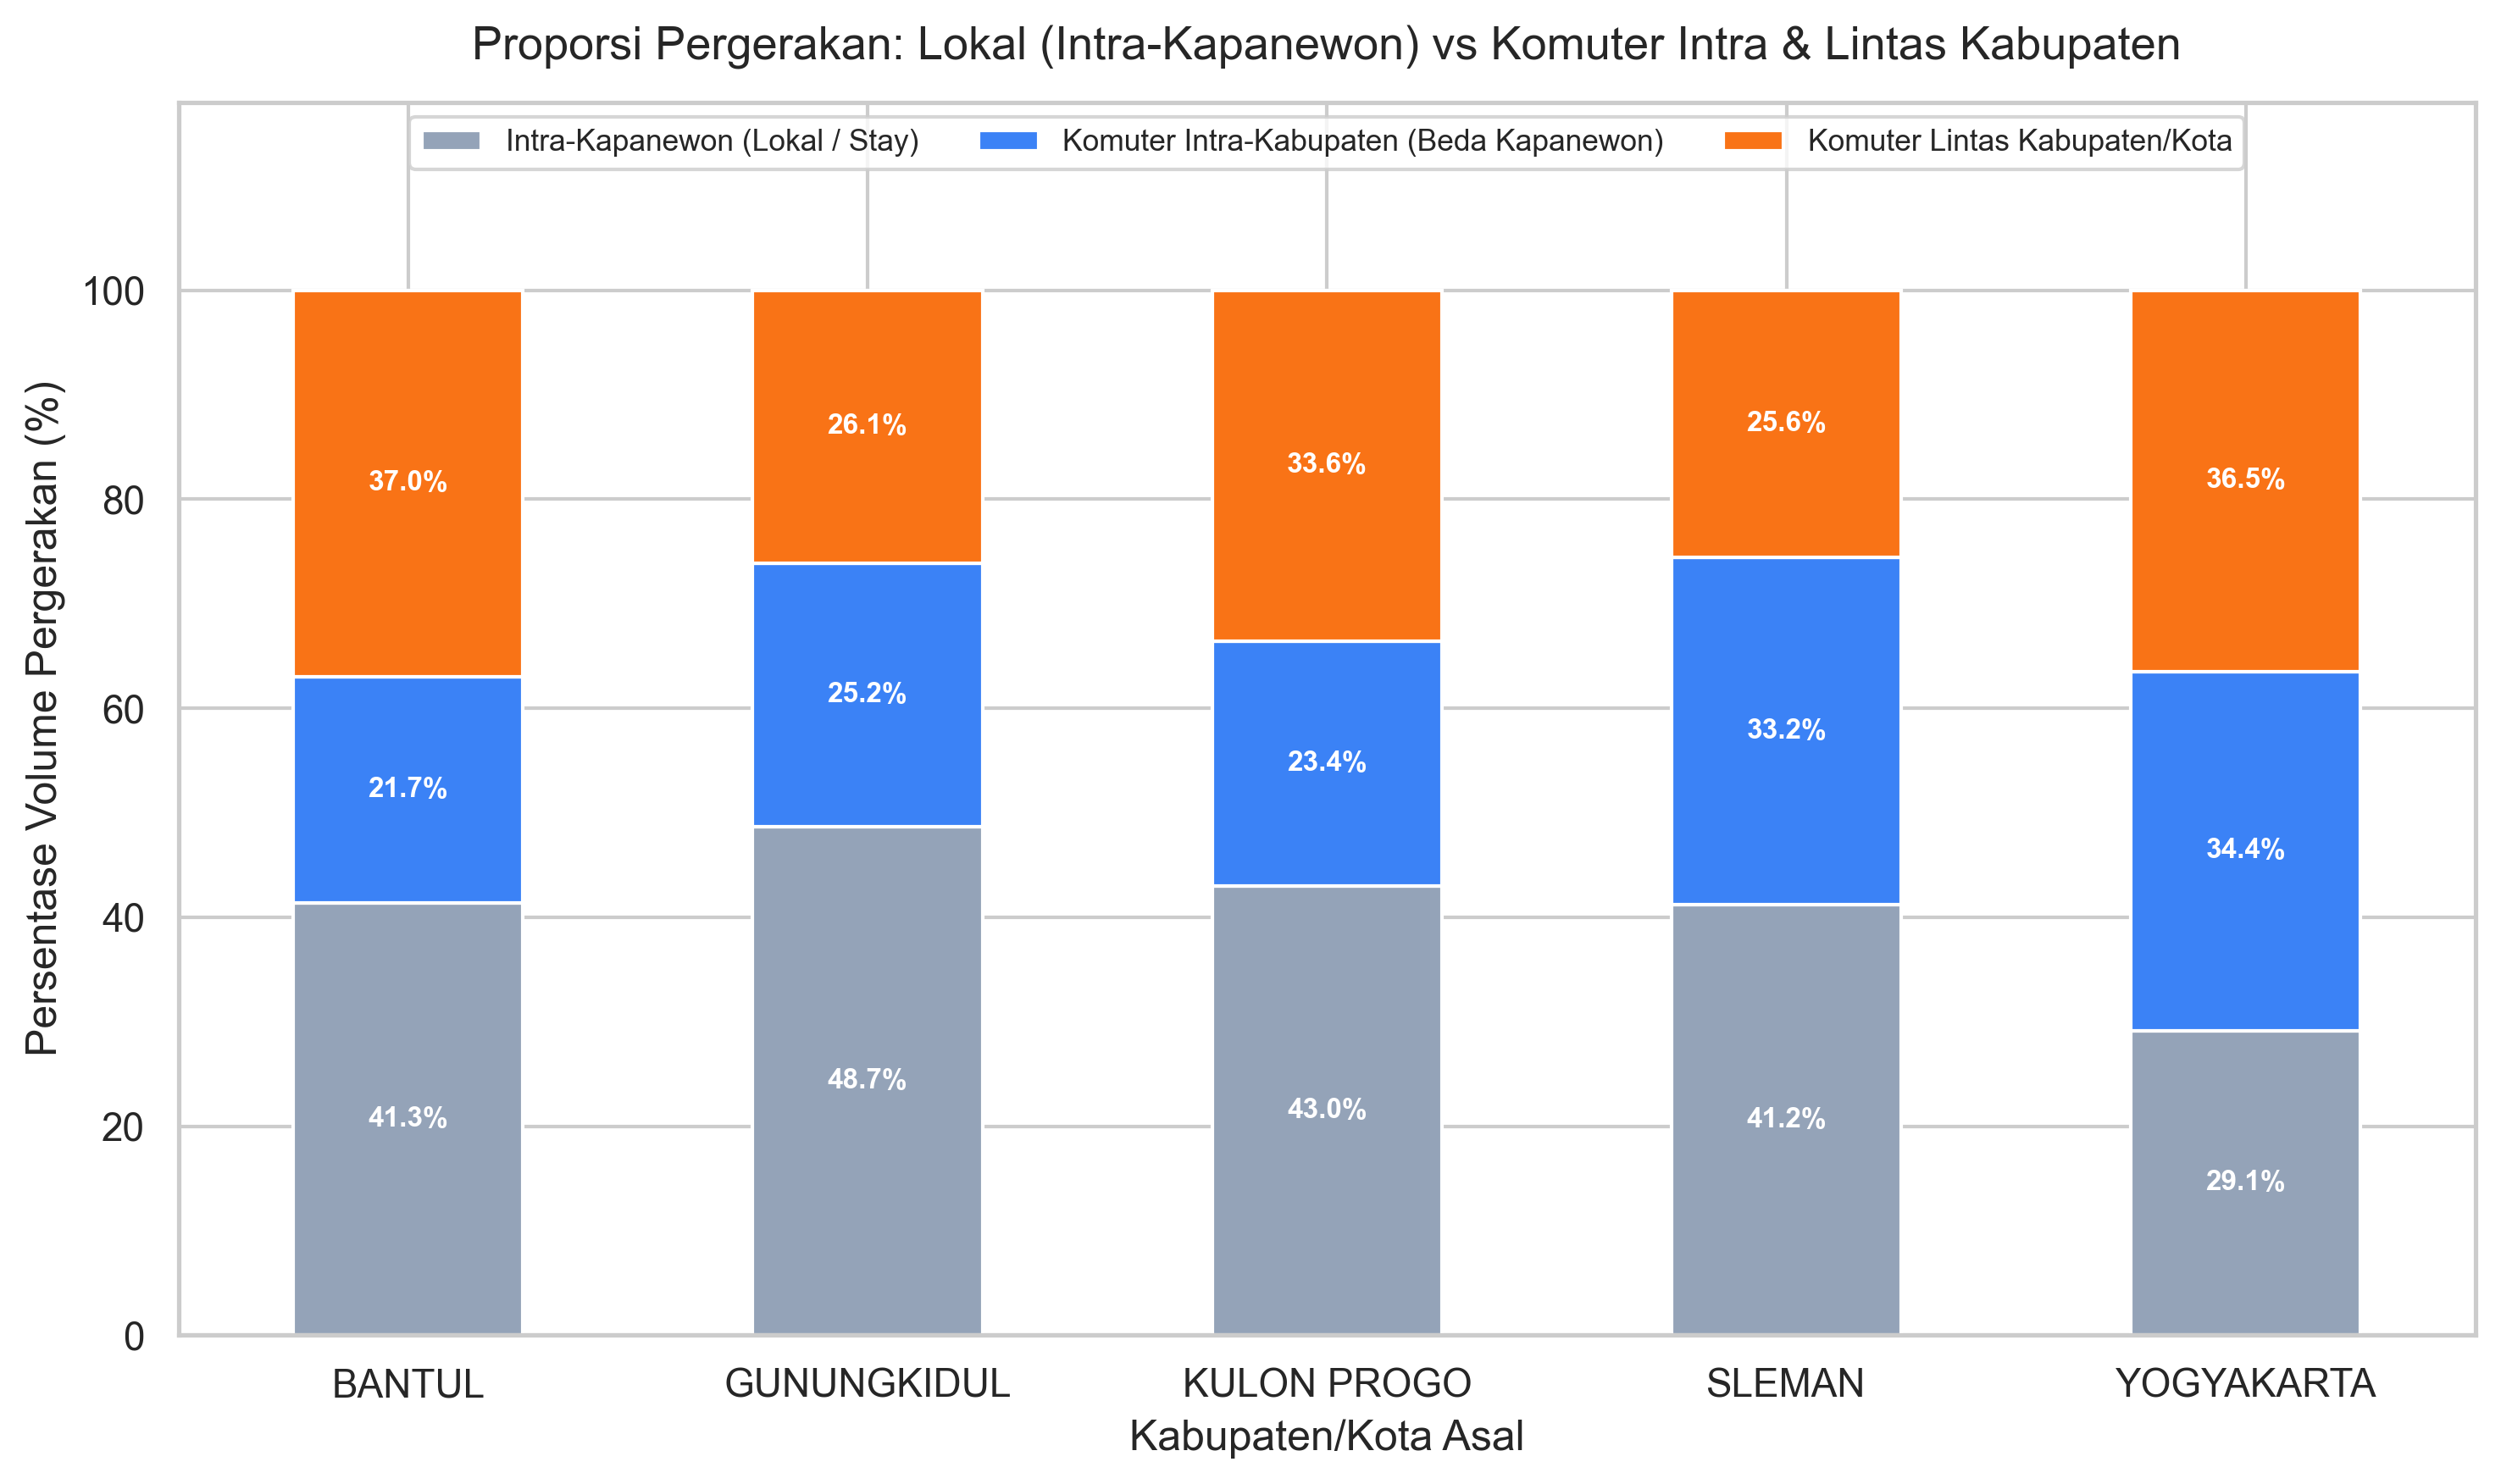 Proporsi Pergerakan: Lokal (Intra-Kapanewon) vs Komuter Intra & Lintas Kabupaten
Intra-Kapanewon (Lokal / Stay)
Komuter Intra-Kabupaten (Beda Kapanewon)
Komuter Lintas Kabupaten/Kota
Persentase Volume Pergerakan (%)
100
80
60
40
20
0
37.0%
21.7%
41.3%
26.1%
25.2%
48.7%
33.6%
23.4%
43.0%
25.6%
33.2%
41.2%
36.5%
34.4%
29.1%
BANTUL
GUNUNGKIDUL
KULON PROGO
SLEMAN
YOGYAKARTA
Kabupaten/Kota Asal